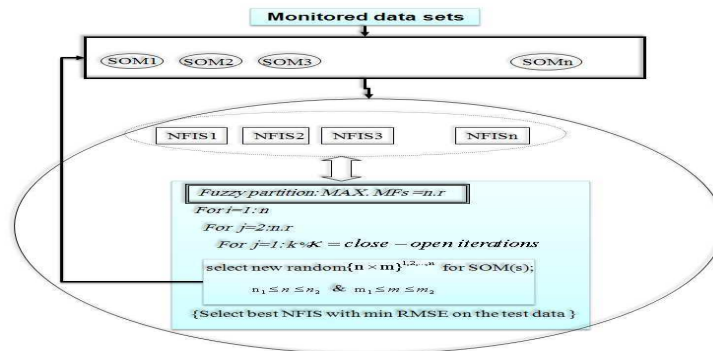 Monitored data sets
SOM1 SOM2 SOM3 SOMn
NFIS1 NFIS2 NFIS3 NFISn
Fuzzy partition: MAX. MFs =n.r
For i=1: n
For j=2:n.r
For j=1: k%K = close – open iterations
select new random{n × m}^1,2,...,n for SOM(s);
n₁ ≤ n ≤ n₂ & m₁ ≤ m ≤ m₂
{Select best NFIS with min RMSE on the test data }